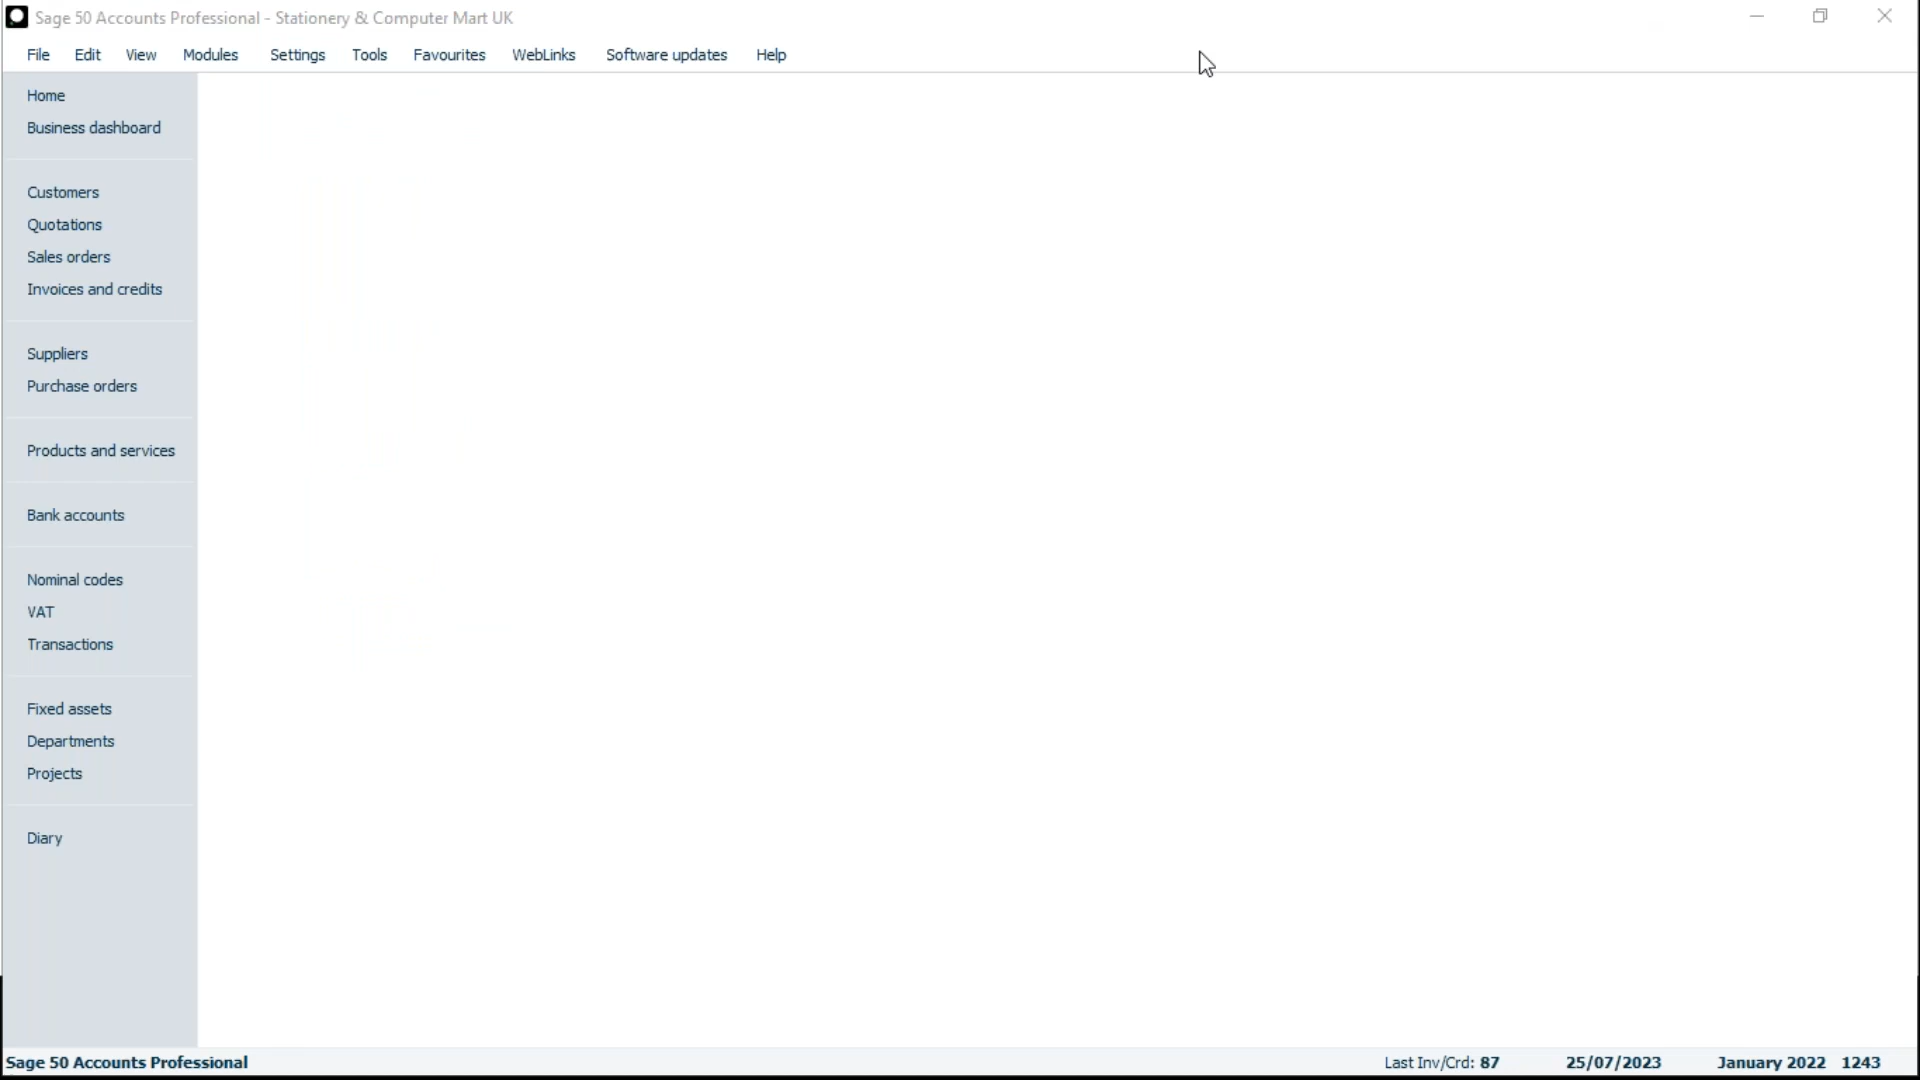 Sage 50 Accounts Professional - Stationery & Computer Mart UK
File Edit View Modules Settings Tools Favourites WebLinks Software updates Help
Home
Business dashboard
Customers
Quotations
Sales orders
Invoices and credits
Suppliers
Purchase orders
Products and services
Bank accounts
Nominal codes
VAT
Transactions
Fixed assets
Departments
Projects
Diary
Sage 50 Accounts Professional Last Inv/Crd: 87 25/07/2023 January 2022 1243